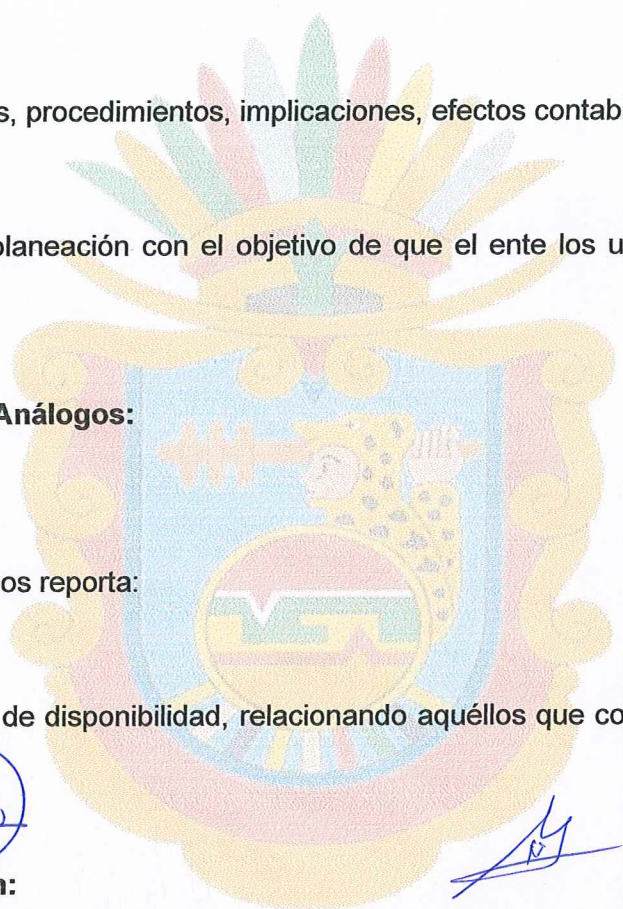 s, procedimientos, implicaciones, efectos contab
planeación con el objetivo de que el ente los u
Análogos:
os reporta:
de disponibilidad, relacionando aquéllos que co
n: